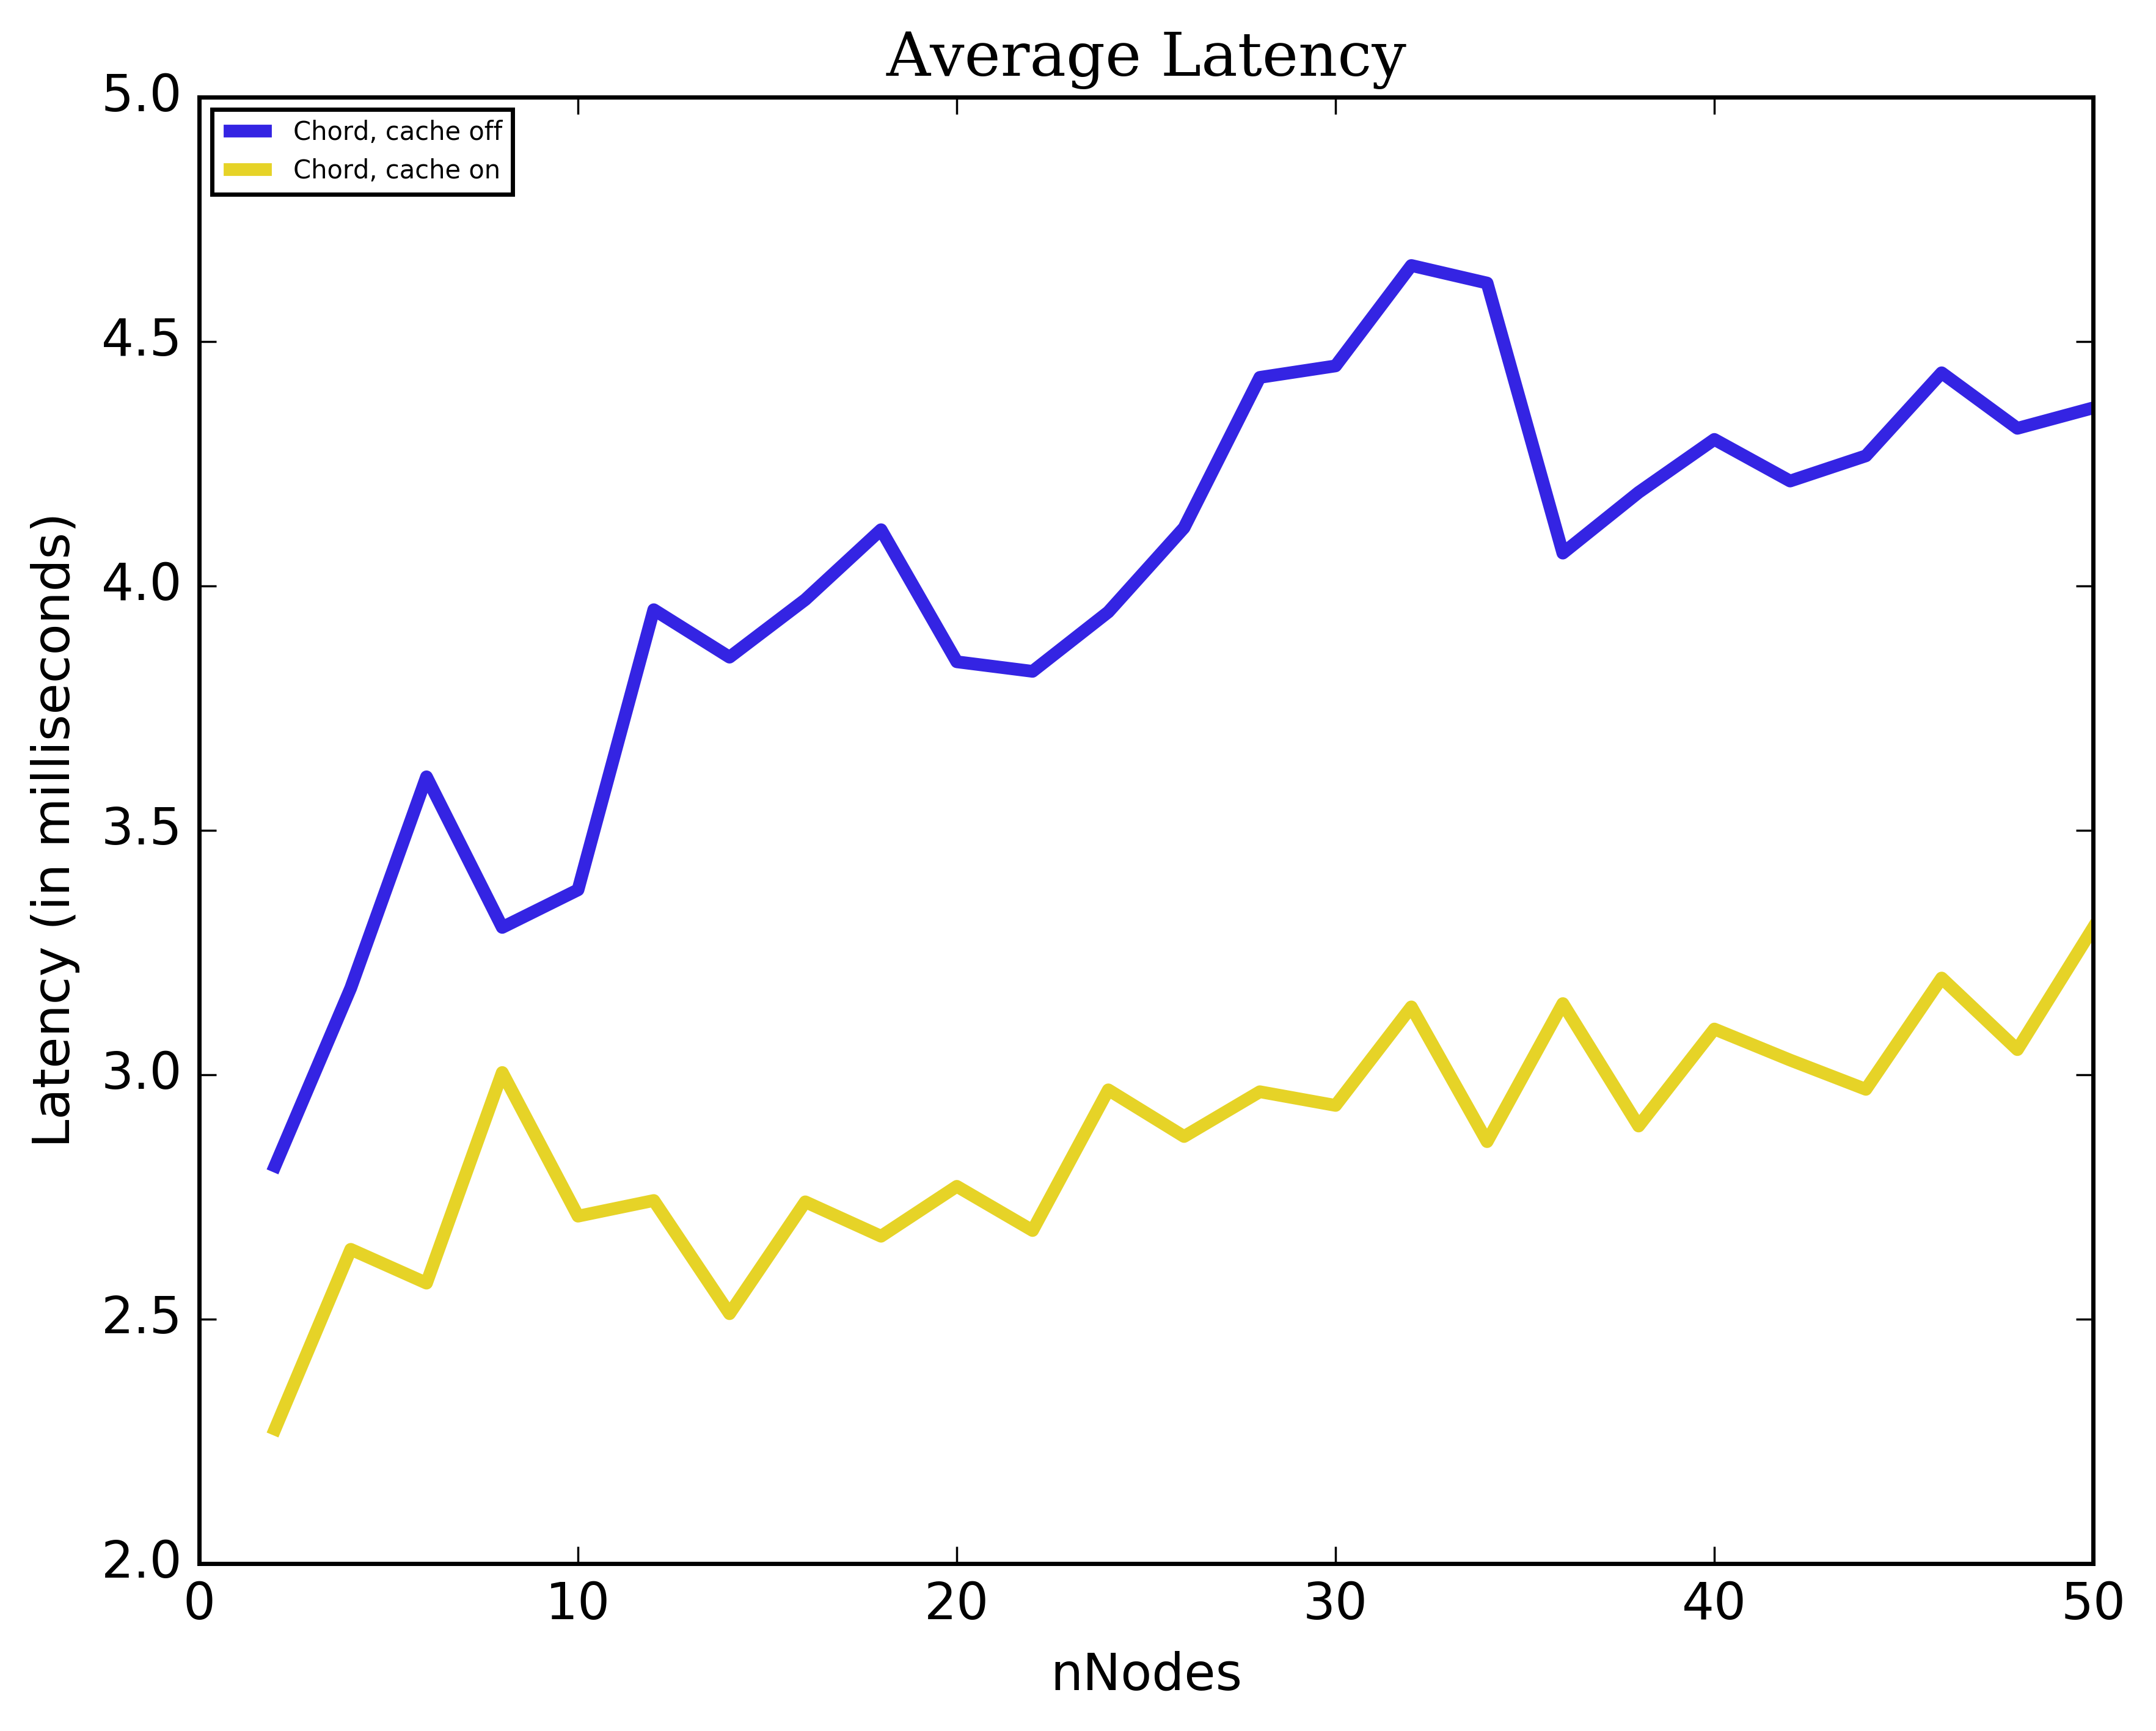 Average Latency
Chord, cache off
Chord, cache on
5.0
4.5
4.0
3.5
3.0
2.5
2.0
Latency (in milliseconds)
0 10 20 30 40 50
nNodes